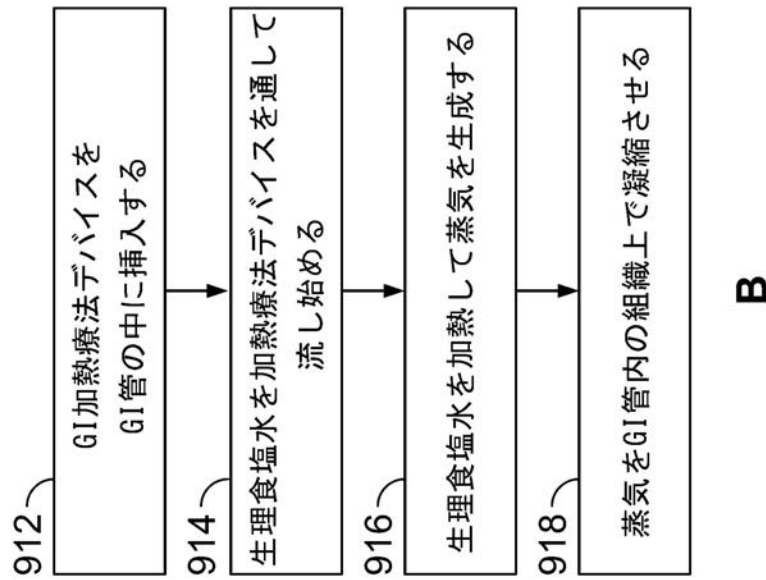 912
GI加熱療法デバイスを
GI管の中に挿入する
914
生理食塩水を加熱療法デバイスを通して
流し始める
916
生理食塩水を加熱して蒸気を生成する
918
蒸気をGI管内の組織上で凝縮させる
B